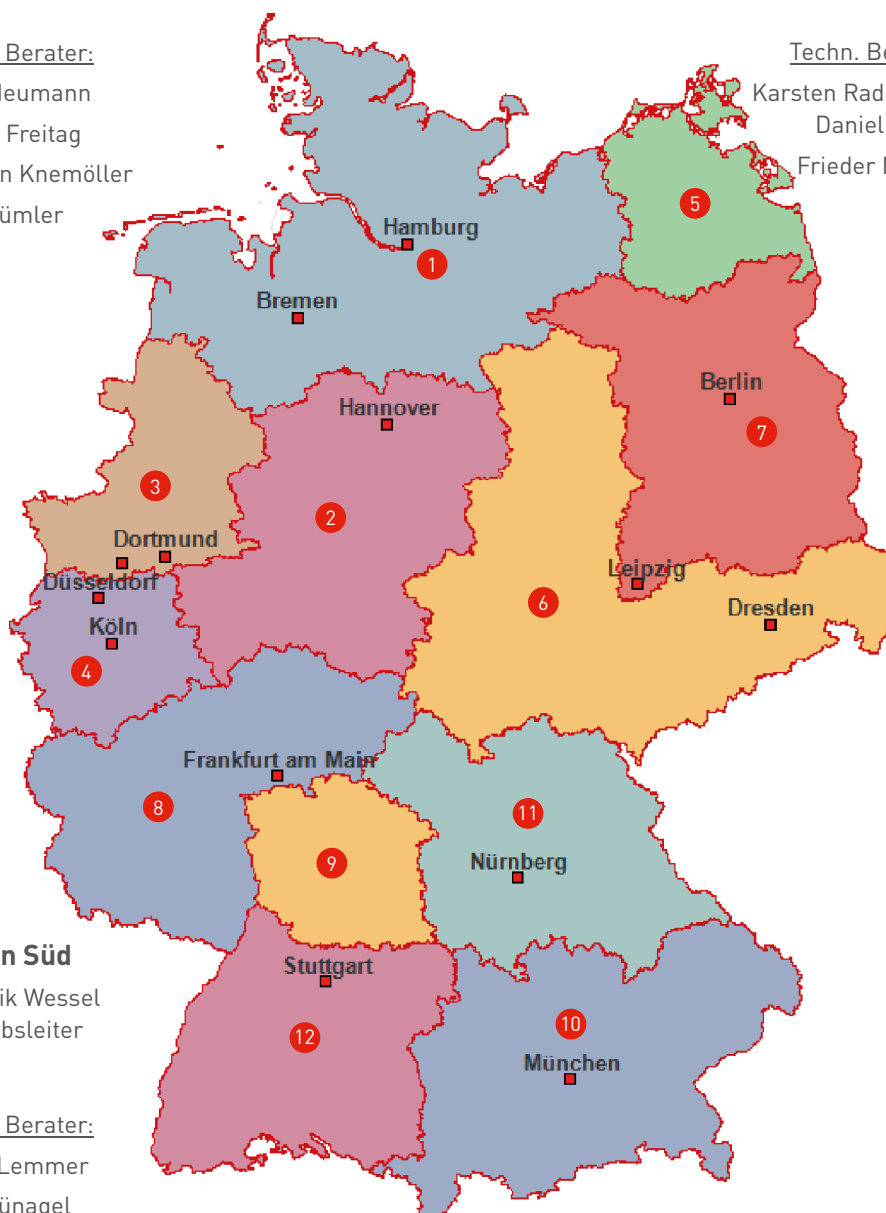 Berater:
Techn. Be
Neumann
Karsten Rad
Freitag
Daniel
n Knemöller
Frieder
ümler
5
Hamburg
1
Bremen
Berlin
Hannover
7
3
2
Dortmund
Leipzig
Düsseldorf
6
Dresden
Köln
4
Frankfurt am Main
8
11
9
Nürnberg
n Süd
Stuttgart
ik Wessel
bsleiter
10
12
München
Berater:
Lemmer
ünagel